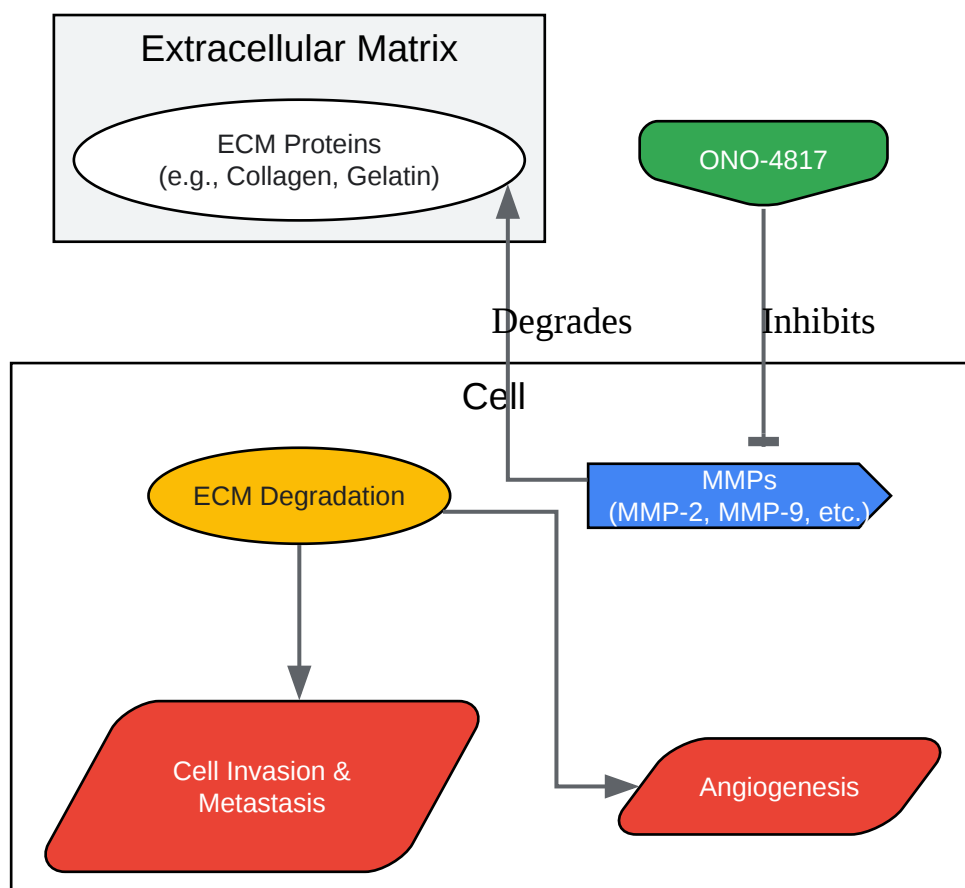 Extracellular Matrix
ECM Proteins
(e.g., Collagen, Gelatin)
ONO-4817
Degrades
Inhibits
Cell
ECM Degradation
MMPs
(MMP-2, MMP-9, etc.)
Cell Invasion &
Metastasis
Angiogenesis